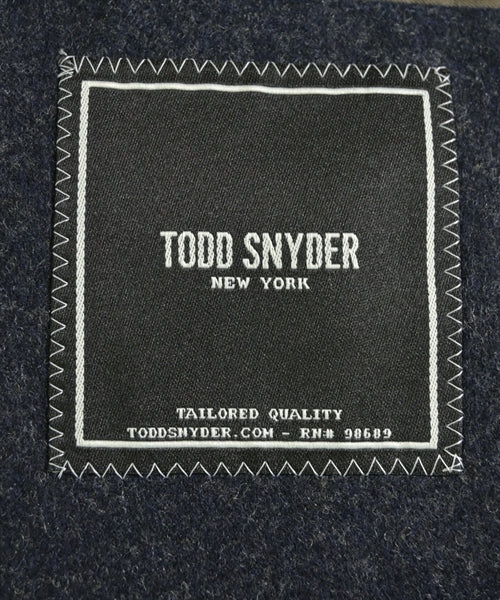 TODD SNYDER
NEW YORK
TAILORED QUALITY
TODDSNYDER.COM - RN# 98689